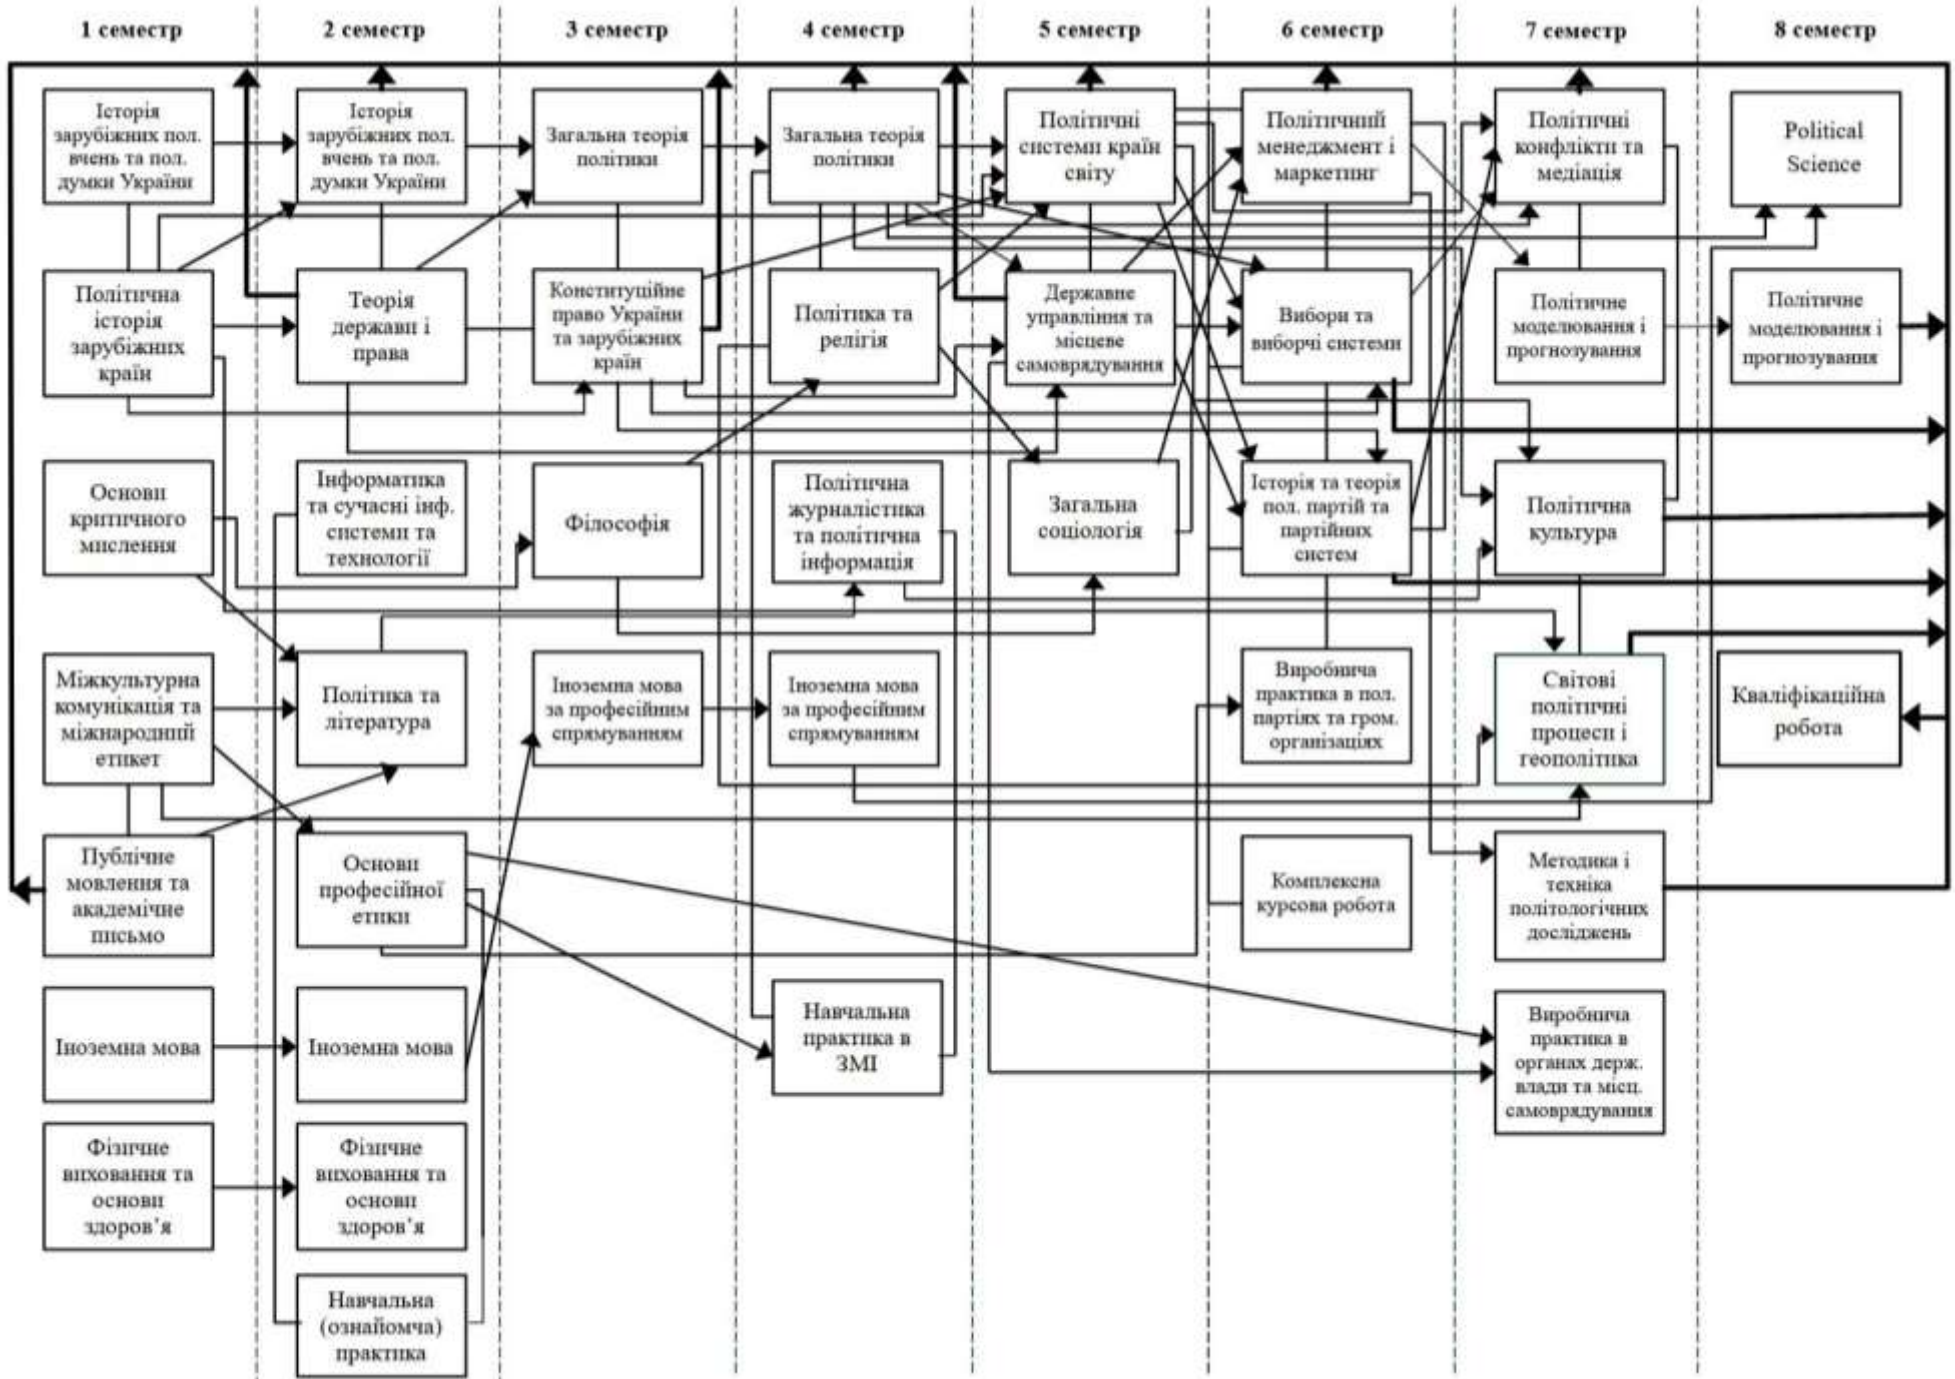 1 семестр
2 семестр
3 семестр
4 семестр
5 семестр
6 семестр
7 семестр
8 семестр
Історія
зарубіжних пол.
вчень та пол.
думки України
Політична
історія
зарубіжних
країн
Основи
критичного
мислення
Міжкультурна
комунікація та
міжнародний
етикет
Публічне
мовлення та
академічне
письмо
Іноземна мова
Фізичне
виховання та
основи
здоров’я
Історія
зарубіжних пол.
вчень та пол.
думки України
Теорія
держави і
права
Інформатика
та сучасні інф.
системи та
технології
Політика та
література
Основи
професійної
етики
Іноземна мова
Фізичне
виховання та
основи
здоров’я
Навчальна
(ознайомча)
практика
Загальна теорія
політики
Конституційне
право України
та зарубіжних
країн
Філософія
Іноземна мова
за професійним
спрямуванням
Загальна теорія
політики
Політика та
релігія
Політична
журналістика
та політична
інформація
Іноземна мова
за професійним
спрямуванням
Навчальна
практика в
ЗМІ
Політичні
системи країн
світу
Державне
управління та
місцеве
самоврядування
Загальна
соціологія
Політичний
менеджмент і
маркетинг
Вибори та
виборчі системи
Історія та теорія
пол. партій та
партійних
систем
Виробнича
практика в пол.
партіях та гром.
організаціях
Комплексна
курсова робота
Політичні
конфлікти та
медіація
Політичне
моделювання і
прогнозування
Політична
культура
Світові
політичні
процеси і
геополітика
Методика і
техніка
політологічних
досліджень
Виробнича
практика в
органах держ.
влади та місц.
самоврядування
Political
Science
Політичне
моделювання і
прогнозування
Кваліфікаційна
робота